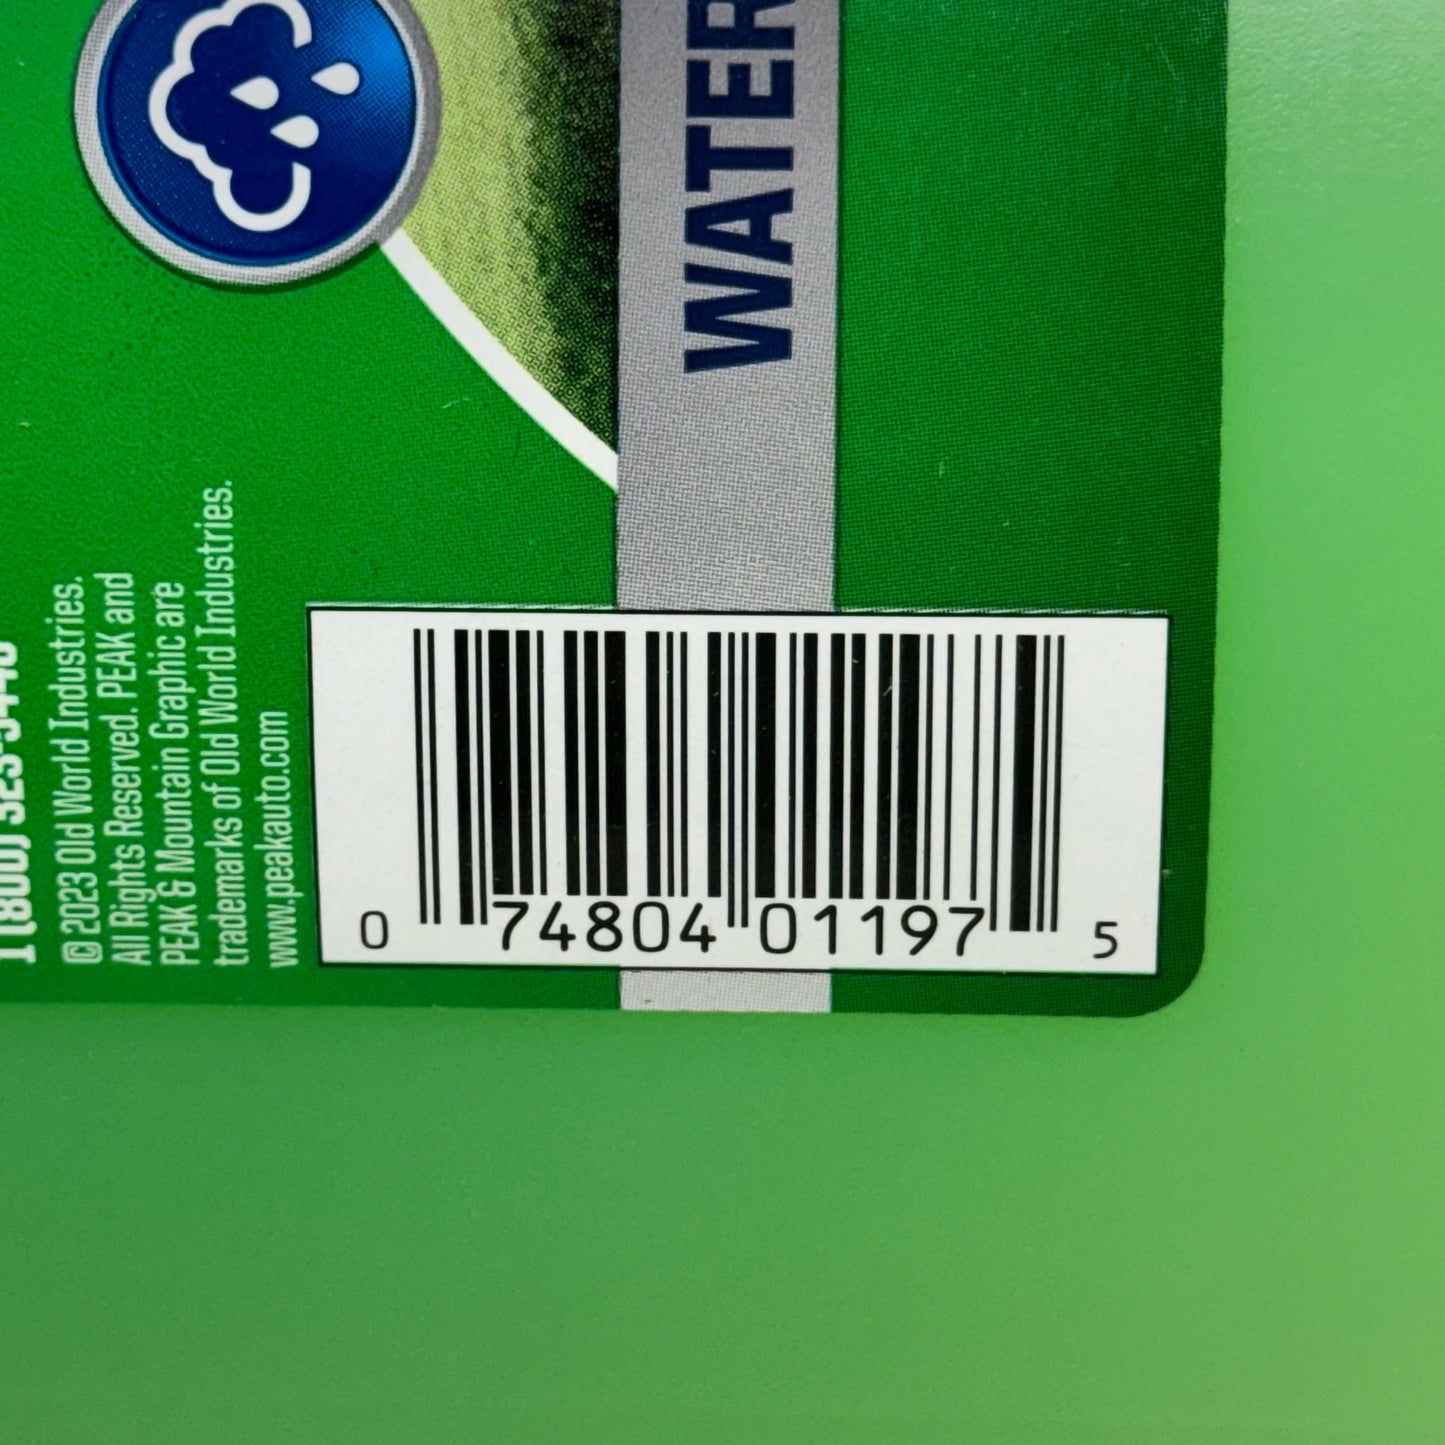 WATER
© 2023 Old World Industries.
All Rights Reserved. PEAK and
PEAK & Mountain Graphic are
trademarks of Old World Industries.
www.peakauto.com
0 74804 01197 5